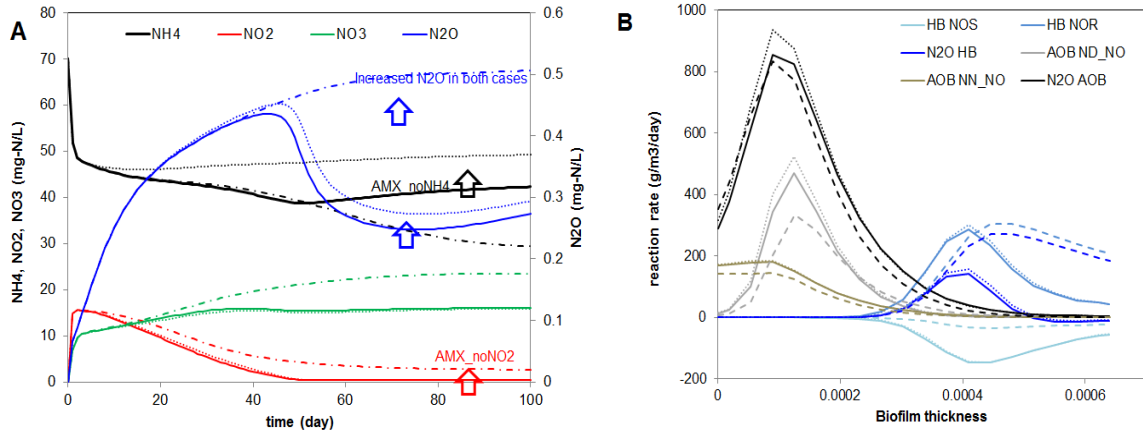 A
NH4 NO2 NO3 N2O
80
70
60
50
40
30
20
10
0
NH4, NO2, NO3 (mg-N/L)
0.6
0.5
0.4
0.3
0.2
0.1
0
N2O (mg-N/L)
Increased N2O in both cases
AMX_noNH4
AMX_noNO2
0 20 40 60 80 100
time (day)
B
HB NOS HB NOR
N2O HB AOB ND_NO
AOB NN_NO N2O AOB
1000
800
600
400
200
0
-200
reaction rate (g/m3/day)
0 0.0002 0.0004 0.0006
Biofilm thickness